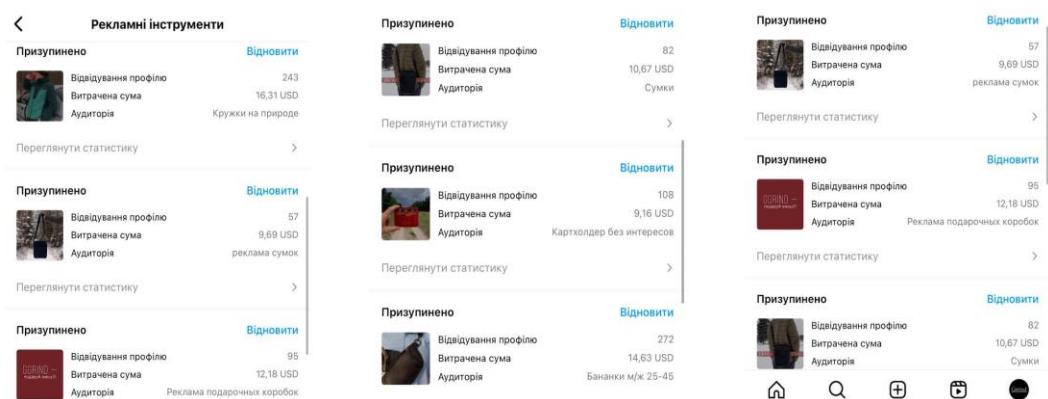 Рекламні інструменти
Призупинено Відновити
Відвідування профілю 243
Витрачена сума 16,31 USD
Аудиторія Кружки на природе
Переглянути статистику
Призупинено Відновити
Відвідування профілю 57
Витрачена сума 9,69 USD
Аудиторія реклама сумок
Переглянути статистику
Призупинено Відновити
Відвідування профілю 95
Витрачена сума 12,18 USD
Аудиторія Реклама подарочных коробок
Призупинено Відновити
Відвідування профілю 82
Витрачена сума 10,67 USD
Аудиторія Сумки
Переглянути статистику
Призупинено Відновити
Відвідування профілю 108
Витрачена сума 9,16 USD
Аудиторія Картхолдер без интересов
Переглянути статистику
Призупинено Відновити
Відвідування профілю 272
Витрачена сума 14,63 USD
Аудиторія Бананки м/ж 25-45
Призупинено Відновити
Відвідування профілю 57
Витрачена сума 9,69 USD
Аудиторія реклама сумок
Переглянути статистику
Призупинено Відновити
Відвідування профілю 95
Витрачена сума 12,18 USD
Аудиторія Реклама подарочных коробок
Переглянути статистику
Призупинено Відновити
Відвідування профілю 82
Витрачена сума 10,67 USD
Аудиторія Сумки